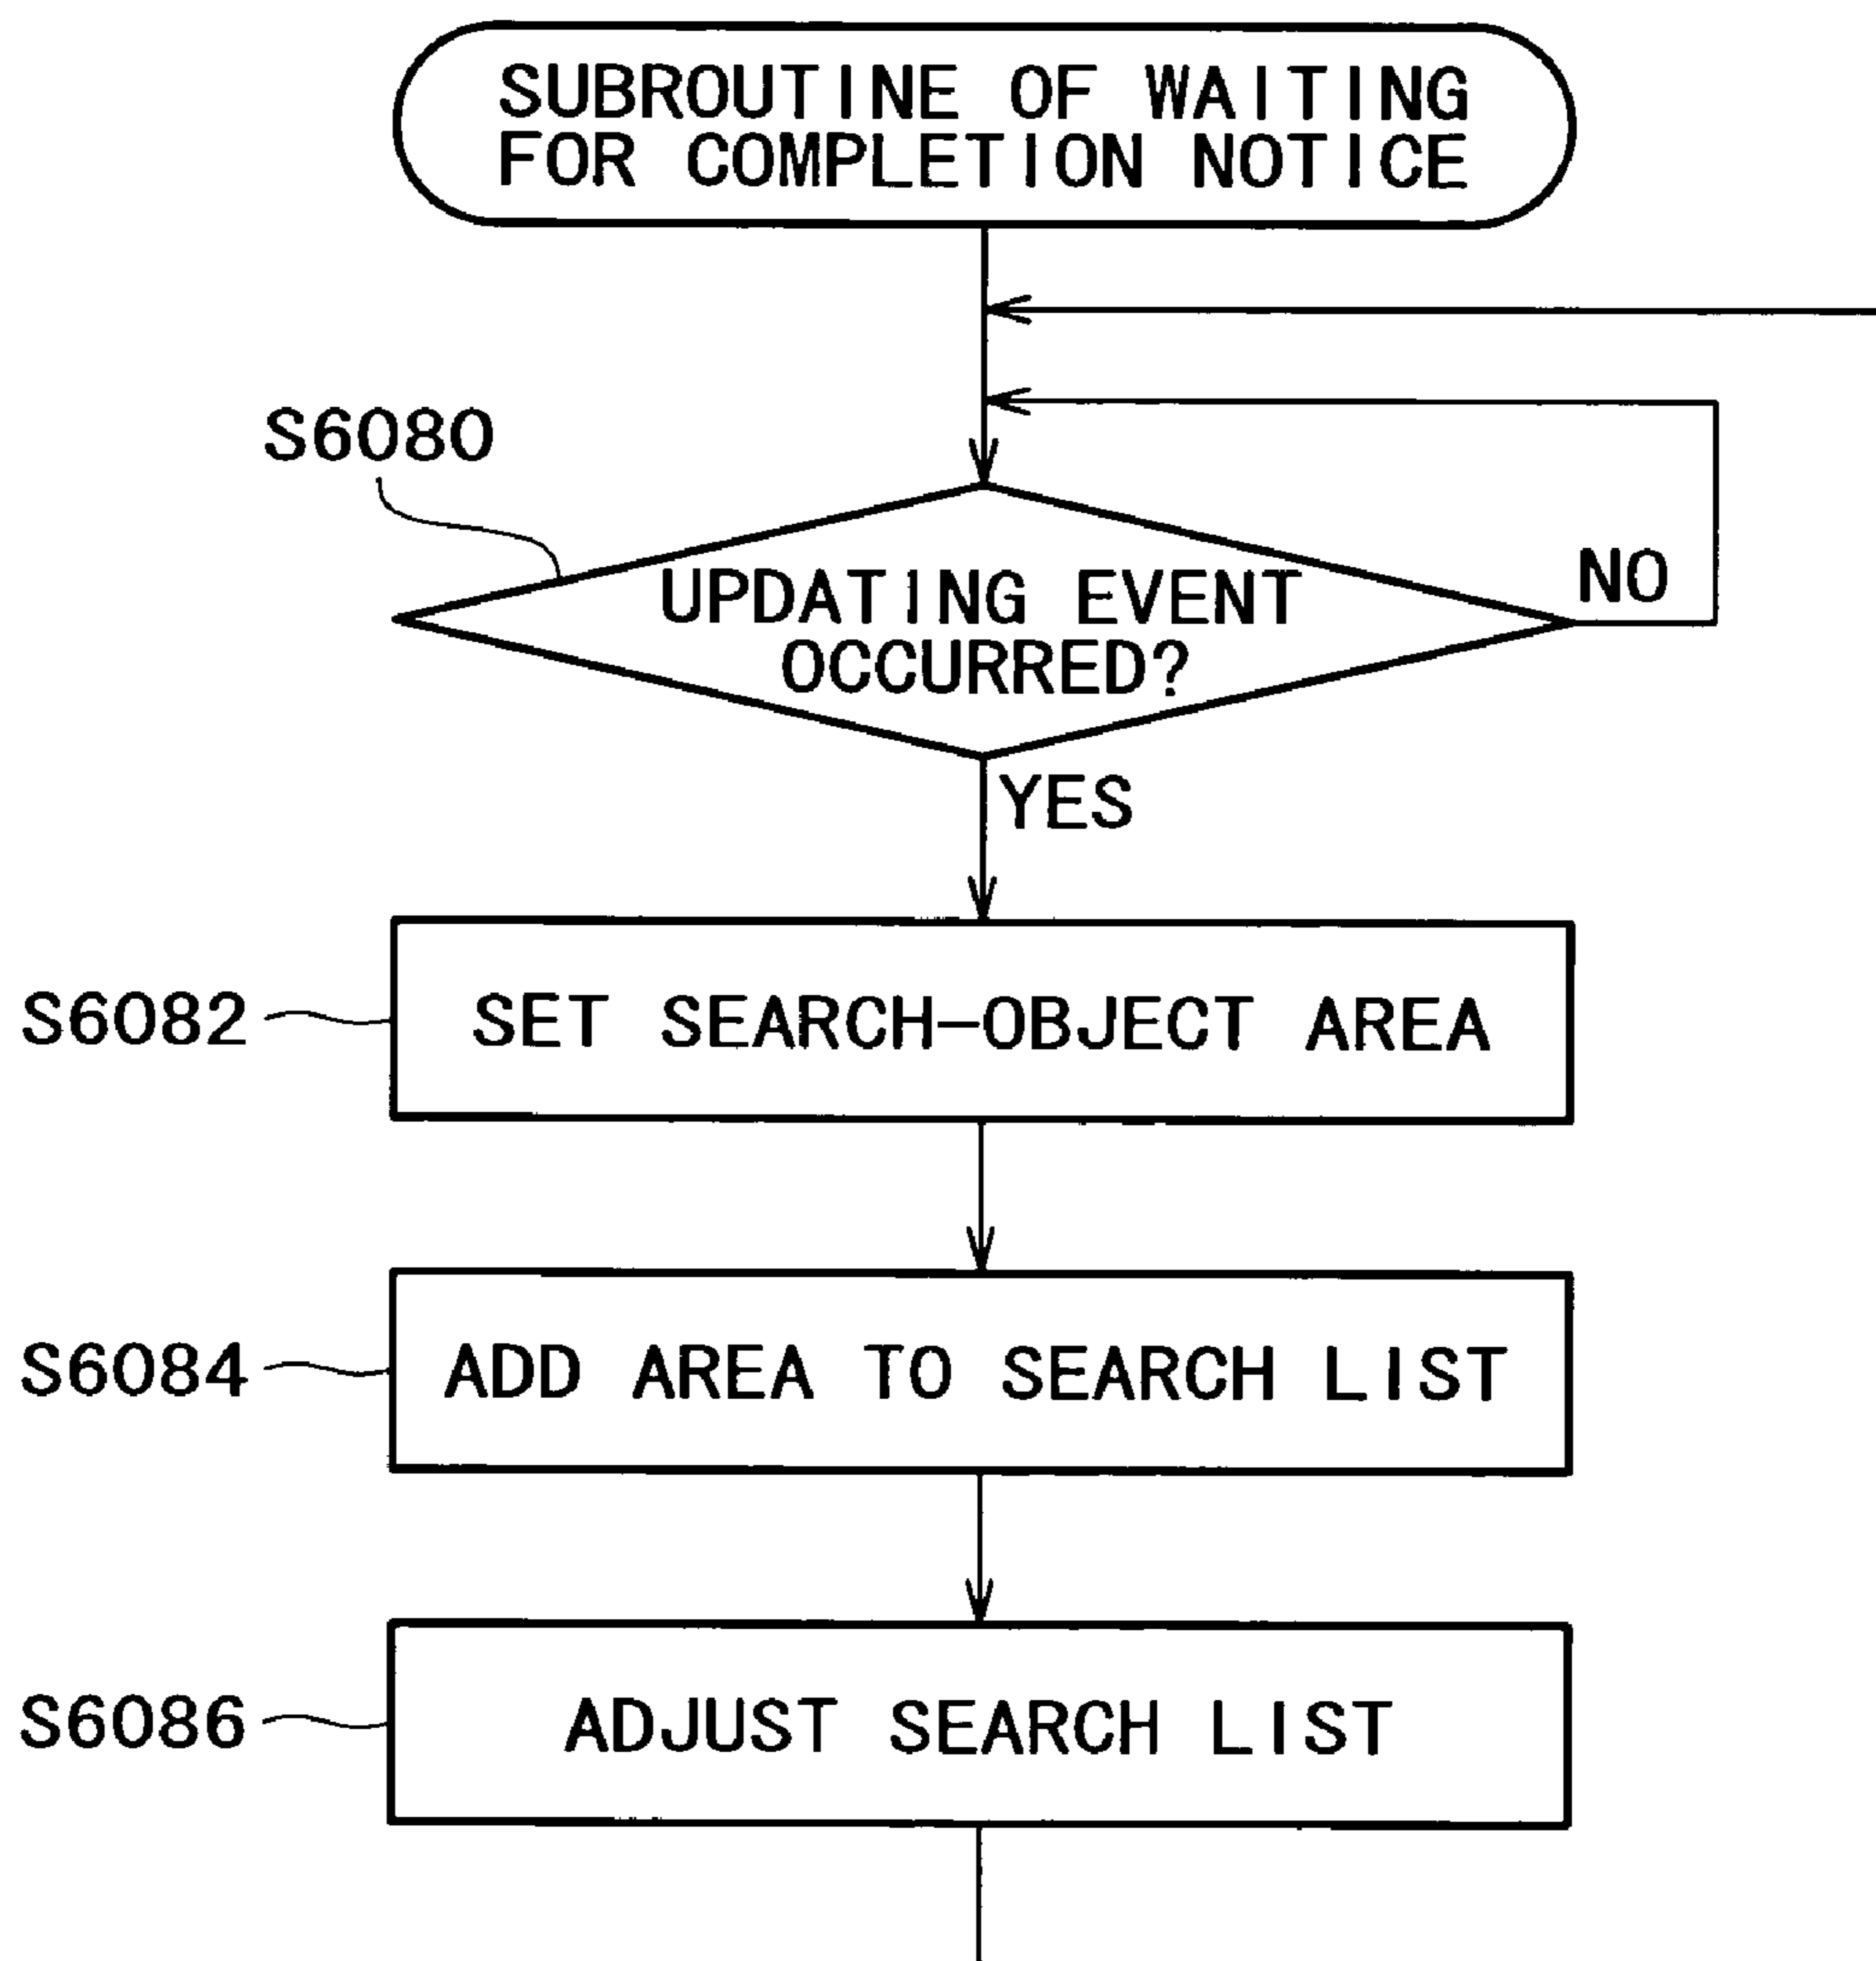 SUBROUTINE OF WAITING
FOR COMPLETION NOTICE
S6080
UPDATING EVENT
OCCURRED?
NO
YES
S6082
SET SEARCH-OBJECT AREA
S6084
ADD AREA TO SEARCH LIST
S6086
ADJUST SEARCH LIST